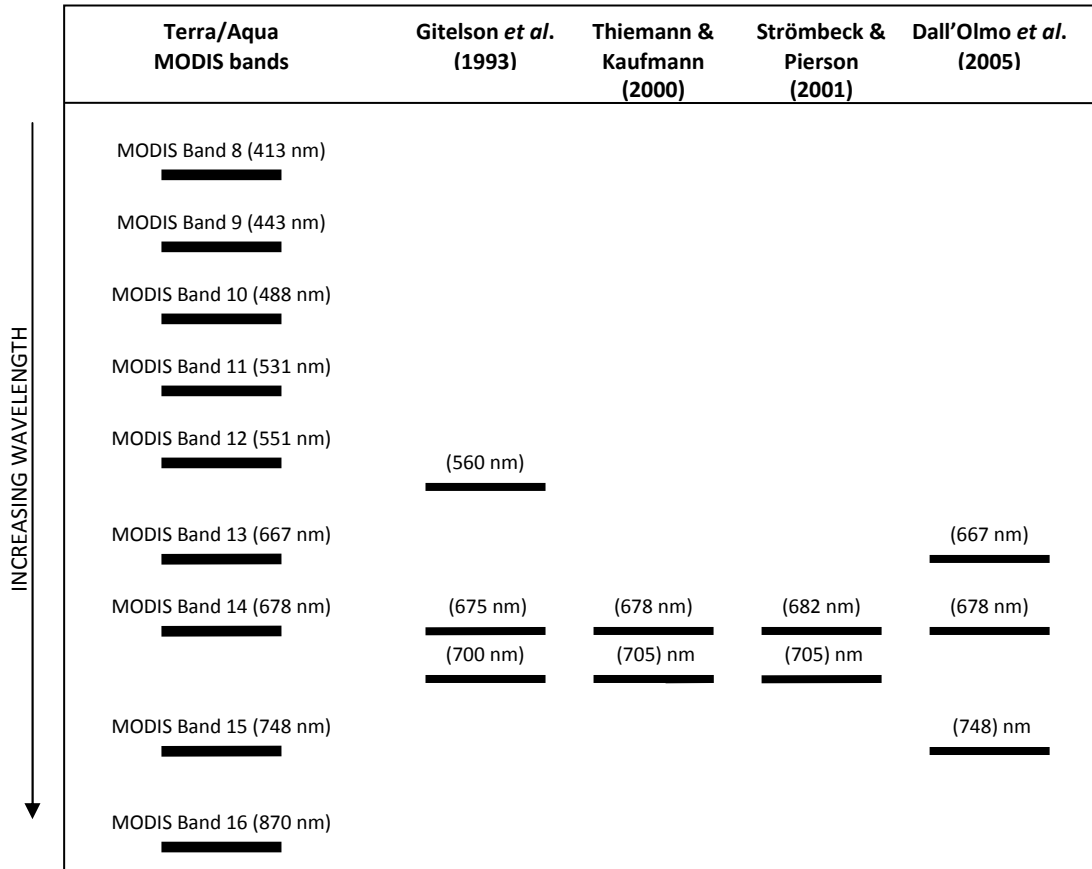 Terra/Aqua
MODIS bands
Gitelson et al.
(1993)
Thiemann &
Kaufmann
(2000)
Strömbeck &
Pierson
(2001)
Dall'Olmo et al.
(2005)
INCREASING WAVELENGTH
MODIS Band 8 (413 nm)
MODIS Band 9 (443 nm)
MODIS Band 10 (488 nm)
MODIS Band 11 (531 nm)
MODIS Band 12 (551 nm)
(560 nm)
MODIS Band 13 (667 nm)
(667 nm)
MODIS Band 14 (678 nm)
(675 nm)
(678 nm)
(682 nm)
(678 nm)
(700 nm)
(705) nm
(705) nm
MODIS Band 15 (748 nm)
(748) nm
MODIS Band 16 (870 nm)